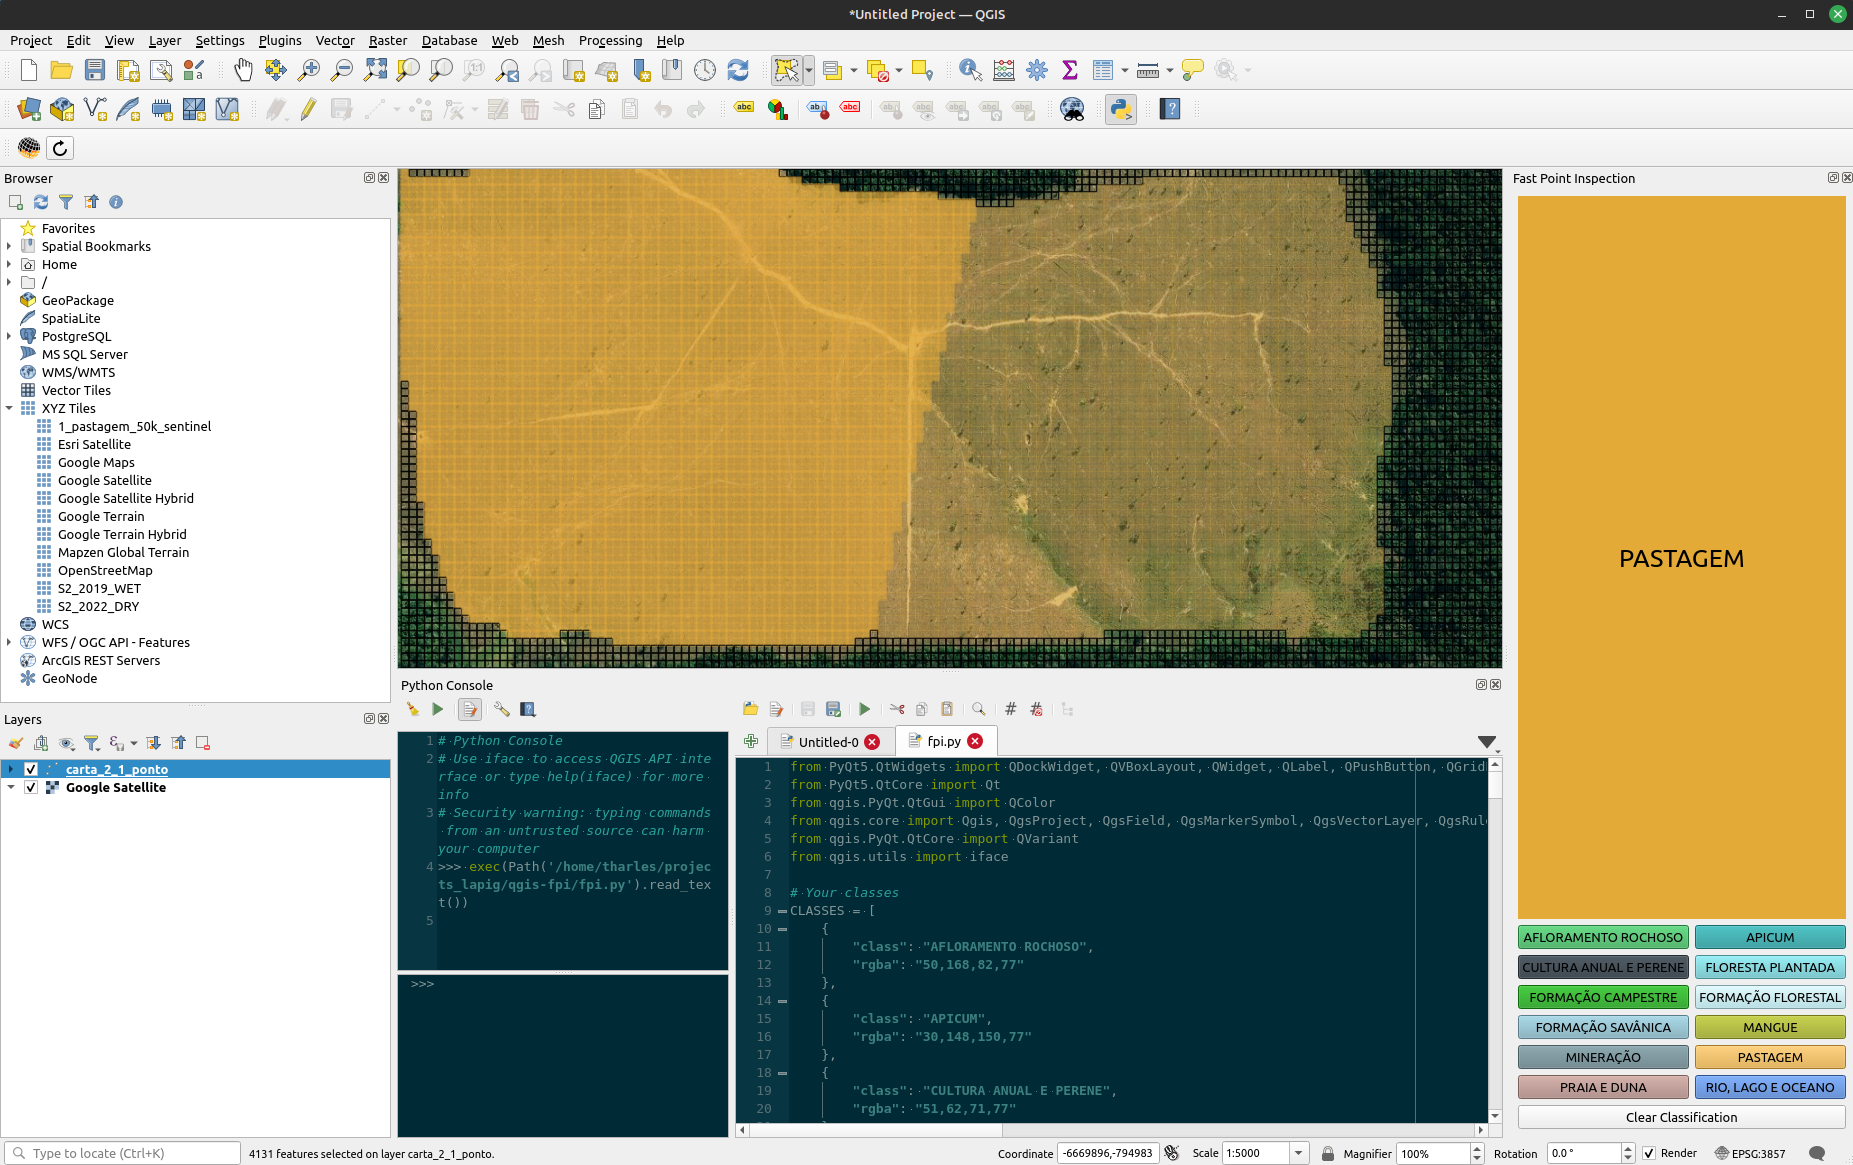 *Untitled Project — QGIS
Project Edit View Layer Settings Plugins Vector Raster Database Web Mesh Processing Help
Browser
Favorites
Spatial Bookmarks
Home
/
GeoPackage
SpatiaLite
PostgreSQL
MS SQL Server
WMS/WMTS
Vector Tiles
XYZ Tiles
1_pastagem_50k_sentinel
Esri Satellite
Google Maps
Google Satellite
Google Satellite Hybrid
Google Terrain
Google Terrain Hybrid
Mapzen Global Terrain
OpenStreetMap
S2_2019_WET
S2_2022_DRY
WCS
WFS / OGC API - Features
ArcGIS REST Servers
GeoNode
Layers
carta_2_1_ponto
Google Satellite
Python Console
1 # Python Console
2 # Use iface to access QGIS API inte
rface or type help(iface) for more
info
3 # Security warning: typing commands
from an untrusted source can harm
your computer
4 >>> exec(Path('/home/tharles/projec
ts_lapig/qgis-fpi/fpi.py').read_tex
t())
5
>>>
Untitled-0
fpi.py
1 from PyQt5.QtWidgets import QDockWidget, QVBoxLayout, QWidget, QLabel, QPushButton, QGrid
2 from PyQt5.QtCore import Qt
3 from qgis.PyQt.QtGui import QColor
4 from qgis.core import Qgis, QgsProject, QgsField, QgsMarkerSymbol, QgsVectorLayer, QgsRul
5 from qgis.PyQt.QtCore import QVariant
6 from qgis.utils import iface
7
8 # Your classes
9 CLASSES = [
10 {
11 "class": "AFLORAMENTO ROCHOSO",
12 "rgba": "50,168,82,77"
13 },
14 {
15 "class": "APICUM",
16 "rgba": "30,148,150,77"
17 },
18 {
19 "class": "CULTURA ANUAL E PERENE",
20 "rgba": "51,62,71,77"
Fast Point Inspection
PASTAGEM
AFLORAMENTO ROCHOSO APICUM
CULTURA ANUAL E PERENE FLORESTA PLANTADA
FORMAÇÃO CAMPESTRE FORMAÇÃO FLORESTAL
FORMAÇÃO SAVÂNICA MANGUE
MINERAÇÃO PASTAGEM
PRAIA E DUNA RIO, LAGO E OCEANO
Clear Classification
Type to locate (Ctrl+K) 4131 features selected on layer carta_2_1_ponto. Coordinate -6669896,-794983 Scale 1:5000 Magnifier 100% Rotation 0.0 ° Render EPSG:3857